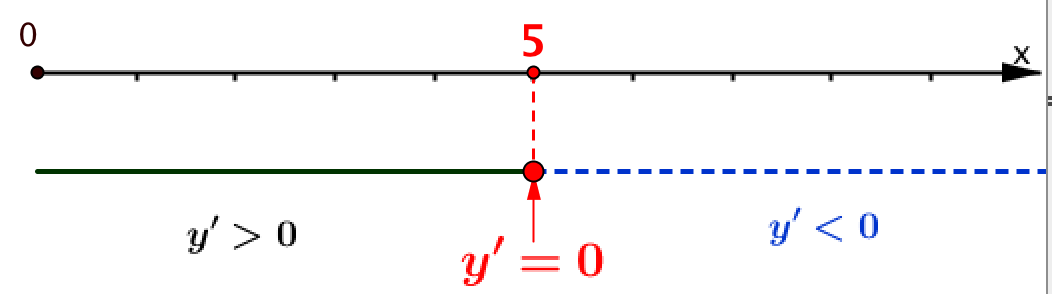 0
5
x
y′ > 0
y′ < 0
y′ = 0